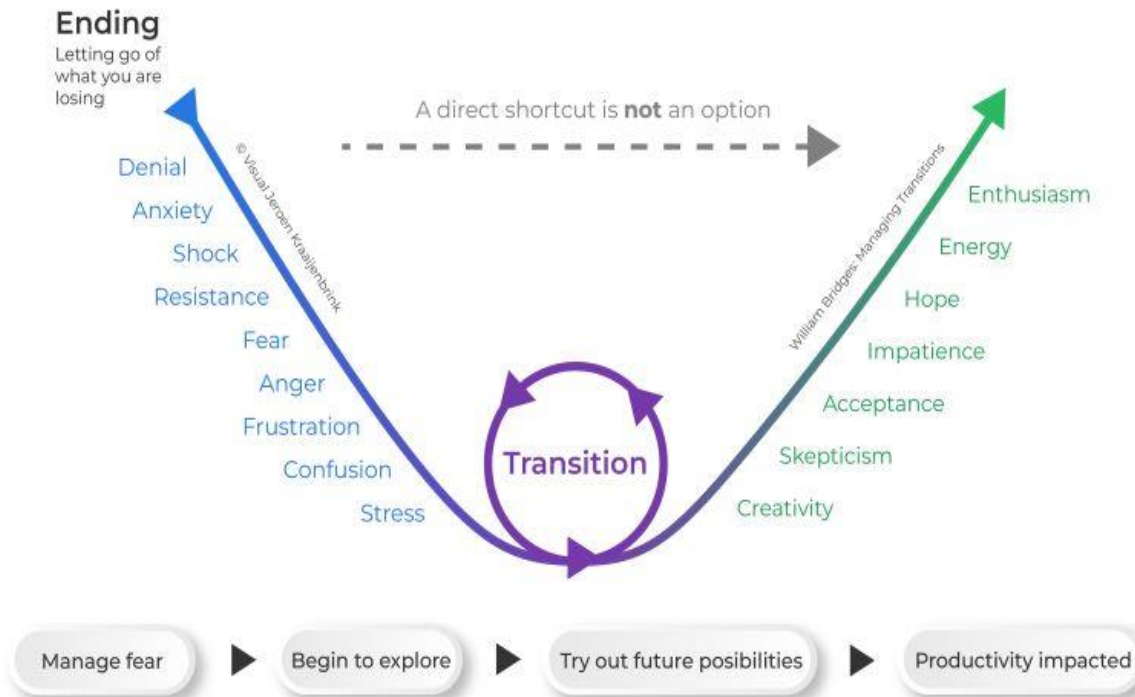 Ending
Letting go of
what you are
losing
A direct shortcut is not an option
© Visual Jeroen Kraaijenbrink
William Bridges: Managing Transitions
Denial
Anxiety
Shock
Resistance
Fear
Anger
Frustration
Confusion
Stress
Transition
Enthusiasm
Energy
Hope
Impatience
Acceptance
Skepticism
Creativity
Manage fear
Begin to explore
Try out future posibilities
Productivity impacted